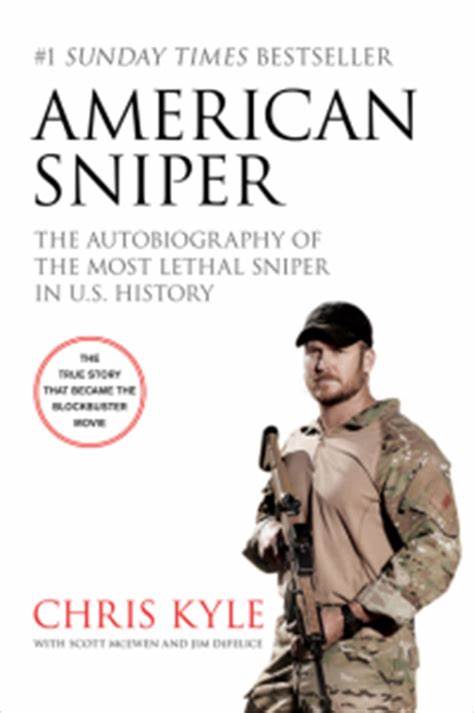 #1 SUNDAY TIMES BESTSELLER
AMERICAN
SNIPER
THE AUTOBIOGRAPHY OF
THE MOST LETHAL SNIPER
IN U.S. HISTORY
THE
TRUE STORY
THAT BECAME THE
BLOCKBUSTER
MOVIE
CHRIS KYLE
WITH SCOTT MCEWEN AND JIM DEFELICE